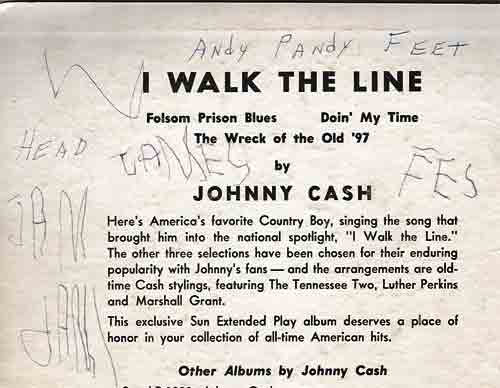 Andy Pandy FEET
I WALK THE LINE
Folsom Prison Blues Doin' My Time
The Wreck of the Old '97
HEAD
by
FES
JOHNNY CASH
JAN
Here's America's favorite Country Boy, singing the song that
brought him into the national spotlight, "I Walk the Line."
The other three selections have been chosen for their enduring
popularity with Johnny's fans — and the arrangements are old-
time Cash stylings, featuring The Tennessee Two, Luther Perkins
and Marshall Grant.
This exclusive Sun Extended Play album deserves a place of
honor in your collection of all-time American hits.
Other Albums by Johnny Cash